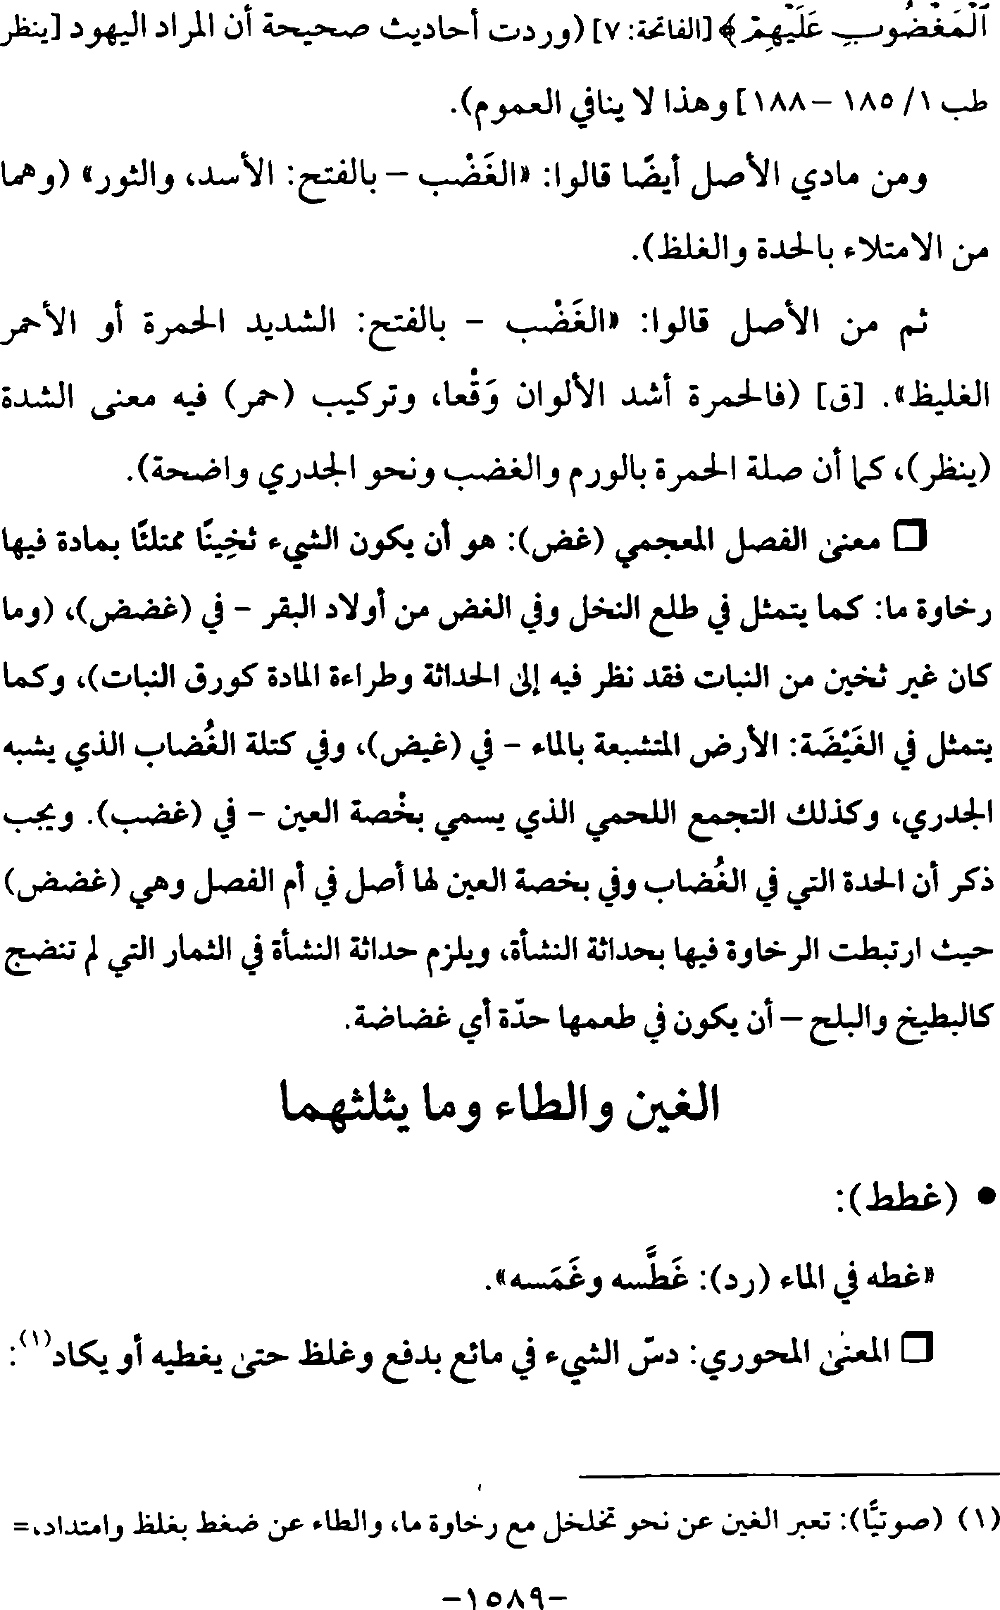 ٱلْمَغْضُوبِ عَلَيْهِمْ﴾ [الفاتحة: ٧] (وردت أحاديث صحيحة أن المراد اليهود [ينظر
طب ١/ ١٨٥ – ١٨٨] وهذا لا ينافي العموم).
ومن مادي الأصل أيضًا قالوا: «الغَضْب – بالفتح: الأسد، والثور» (وهما
من الامتلاء بالحدة والغلظ).
ثم من الأصل قالوا: «الغَضْب – بالفتح: الشديد الحمرة أو الأحمر
الغليظ». [ق] (فالحمرة أشد الألوان وَقْعا، وتركيب (حمر) فيه معنى الشدة
(ينظر)، كما أن صلة الحمرة بالورم والغضب ونحو الجدري واضحة).
❒ معنى الفصل المعجمي (غض): هو أن يكون الشيء ثخِينًا ممتلئًا بمادة فيها
رخاوة ما: كما يتمثل في طلع النخل وفي الغض من أولاد البقر – في (غضض)، (وما
كان غير ثخين من النبات فقد نظر فيه إلى الحداثة وطراءة المادة كورق النبات)، وكما
يتمثل في الغَيْضَة: الأرض المتشبعة بالماء – في (غيض)، وفي كتلة الغُضاب الذي يشبه
الجدري، وكذلك التجمع اللحمي الذي يسمي بخْصة العين – في (غضب). ويجب
ذكر أن الحدة التي في الغُضاب وفي بخصة العين لها أصل في أم الفصل وهي (غضض)
حيث ارتبطت الرخاوة فيها بحداثة النشأة، ويلزم حداثة النشأة في الثمار التي لم تنضج
كالبطيخ والبلح – أن يكون في طعمها حدّة أي غضاضة.
الغين والطاء وما يثلثهما
• (غطط):
«غطه في الماء (رد): غَطَّسه وغَمَسه».
❒ المعنى المحوري: دسّ الشيء في مائع بدفع وغلظ حتى يغطيه أو يكاد(١):
(١) (صوتيًّا): تعبر الغين عن نحو تخلخل مع رخاوة ما، والطاء عن ضغط بغلظ وامتداد،=
–١٥٨٩–